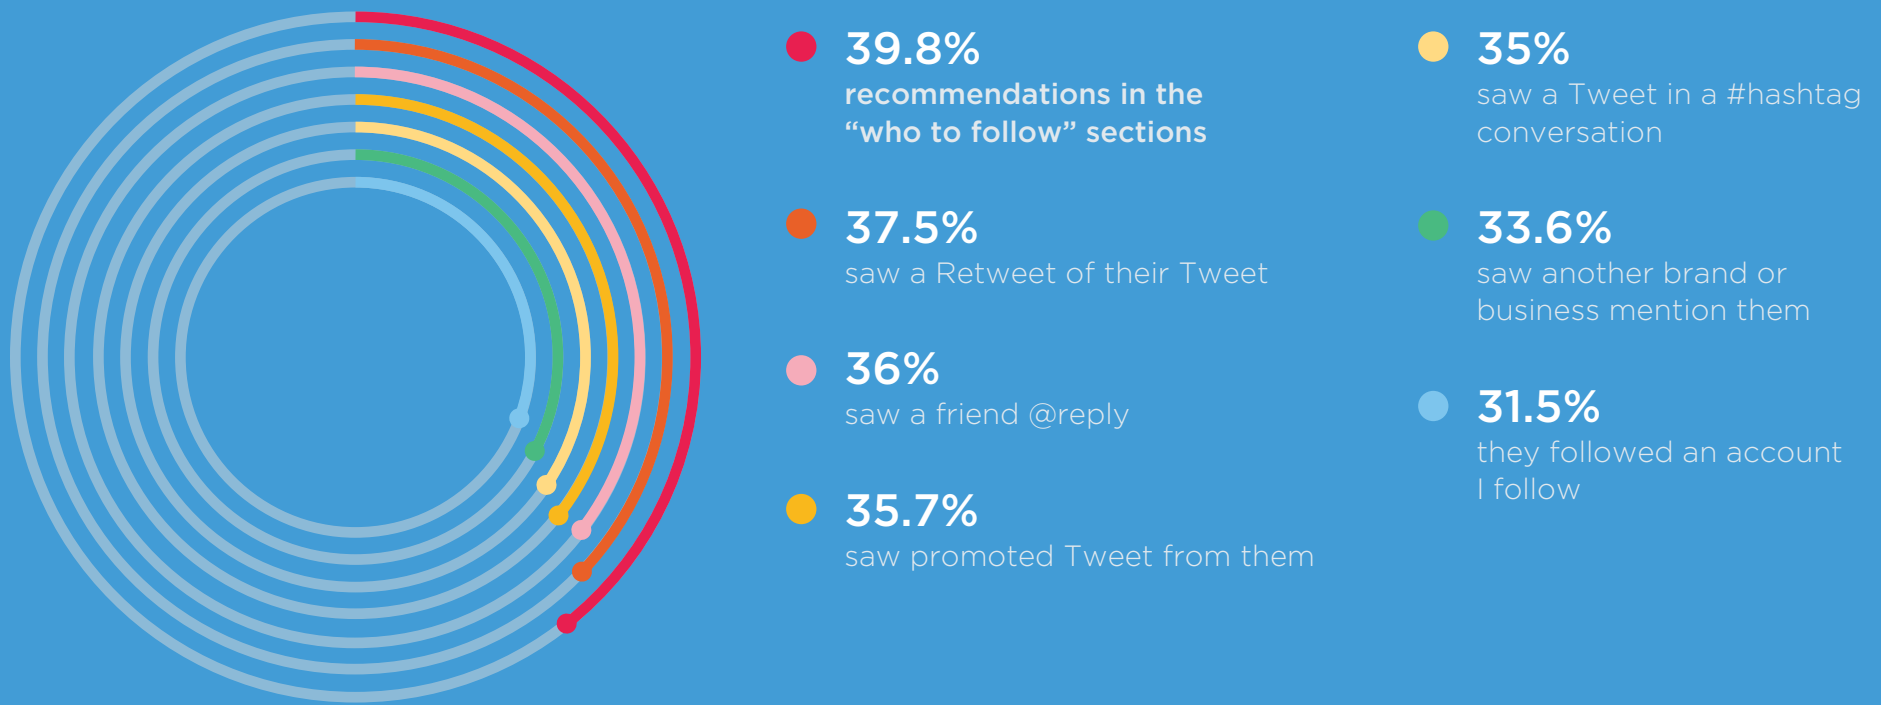 39.8%
recommendations in the
“who to follow” sections
37.5%
saw a Retweet of their Tweet
36%
saw a friend @reply
35.7%
saw promoted Tweet from them
35%
saw a Tweet in a #hashtag
conversation
33.6%
saw another brand or
business mention them
31.5%
they followed an account
I follow